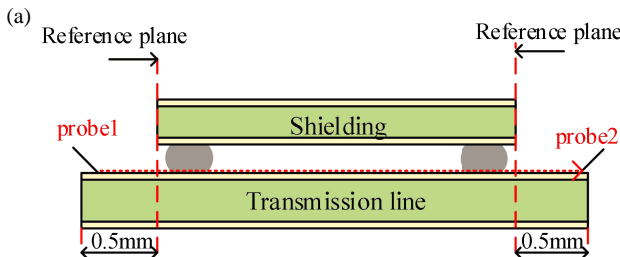 (a)
Reference plane
Reference plane
Shielding
probe1
probe2
Transmission line
0.5mm
0.5mm